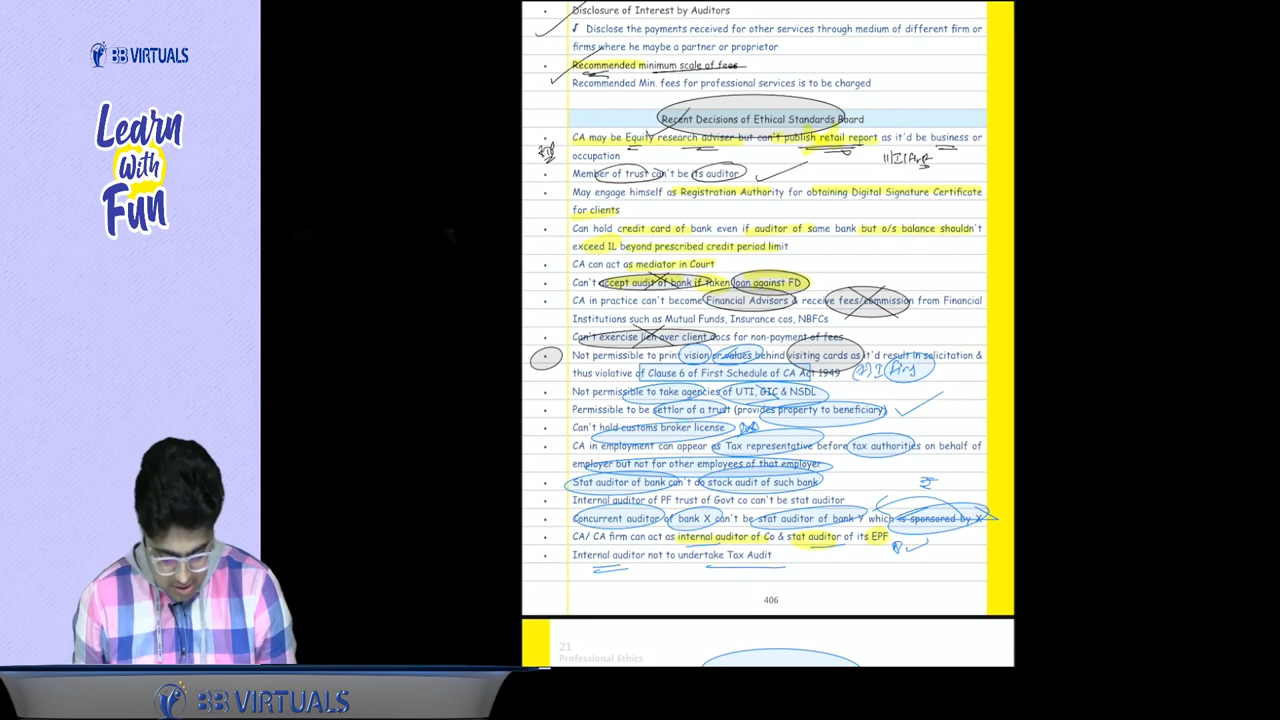 BB VIRTUALS
Learn
With
Fun
• Disclosure of Interest by Auditors
√ Disclose the payments received for other services through medium of different firm or
firms where he maybe a partner or proprietor
• Recommended minimum scale of fees
Recommended Min. fees for professional services is to be charged
Recent Decisions of Ethical Standards Board
• CA may be Equity research adviser but can't publish retail report as it'd be business or
occupation
• Member of trust can't be its auditor
• May engage himself as Registration Authority for obtaining Digital Signature Certificate
for clients
• Can hold credit card of bank even if auditor of same bank but o/s balance shouldn't
exceed 1L beyond prescribed credit period limit
• CA can act as mediator in Court
• Can't accept audit of bank if taken loan against FD
• CA in practice can't become Financial Advisors & receive fees/commission from Financial
Institutions such as Mutual Funds, Insurance cos, NBFCs
• Can't exercise lien over client docs for non-payment of fees
• Not permissible to print vision or values behind visiting cards as it'd result in solicitation &
thus violative of Clause 6 of First Schedule of CA Act 1949
• Not permissible to take agencies of UTI, GIC & NSDL
• Permissible to be settlor of a trust (provides property to beneficiary)
• Can't hold customs broker license
• CA in employment can appear as Tax representative before tax authorities on behalf of
employer but not for other employees of that employer
• Stat auditor of bank can't do stock audit of such bank
• Internal auditor of PF trust of Govt co can't be stat auditor
• Concurrent auditor of bank X can't be stat auditor of bank Y which is sponsored by X
• CA/ CA firm can act as internal auditor of Co & stat auditor of its EPF
• Internal auditor not to undertake Tax Audit
406
21
Professional Ethics
BB VIRTUALS